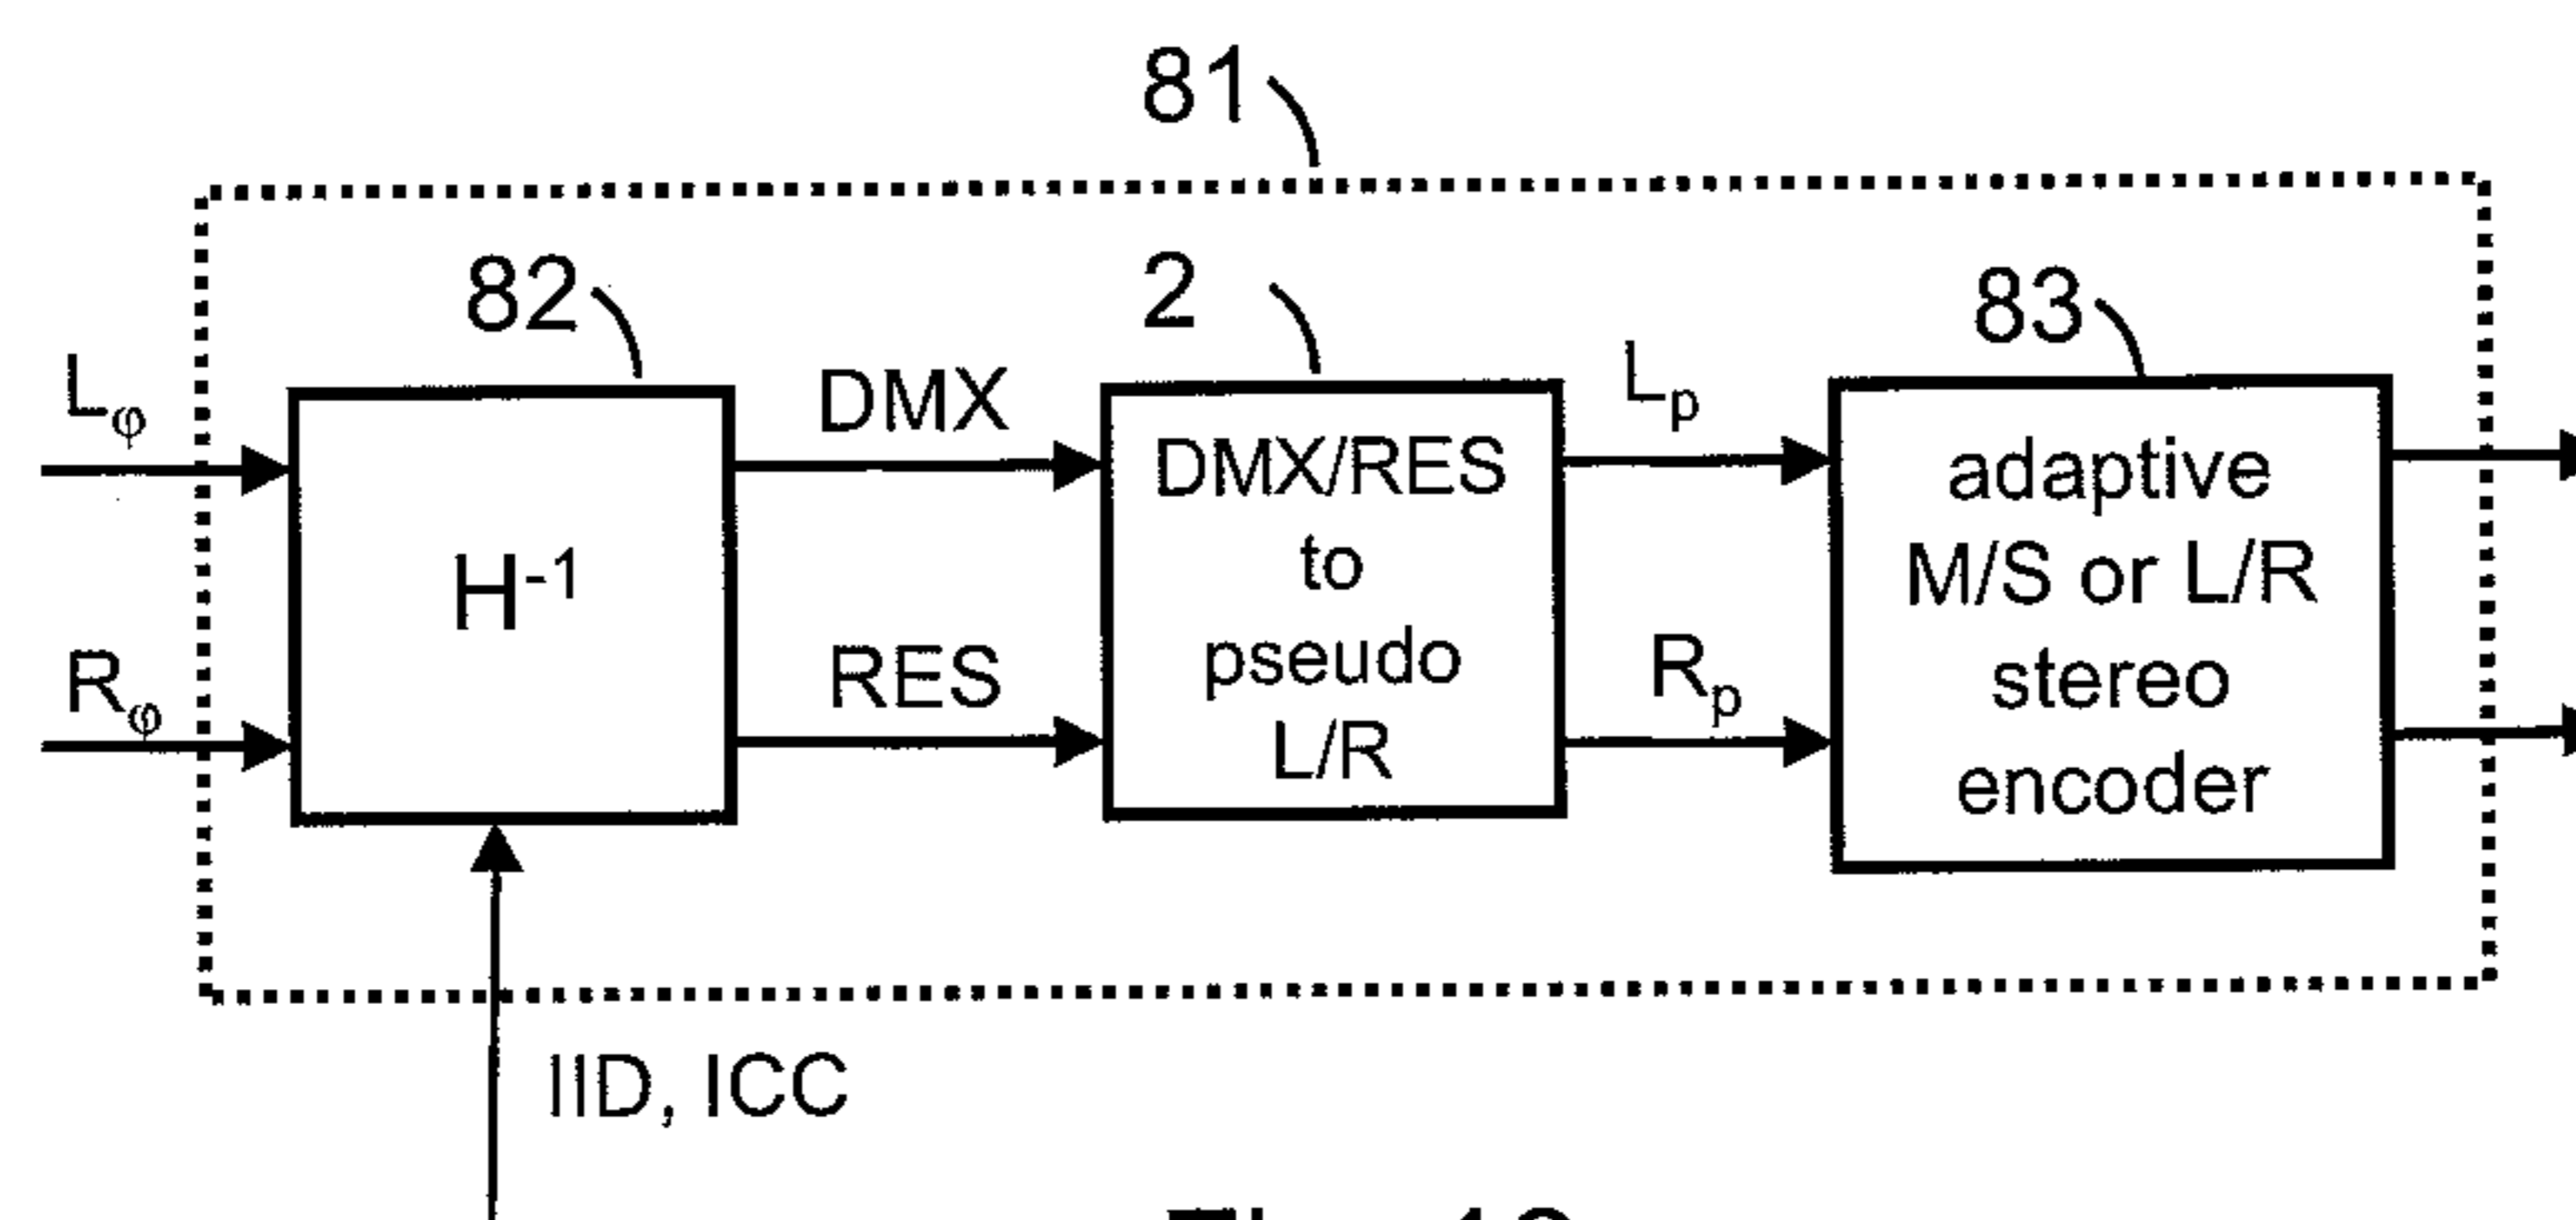 81
82
2
83
Lφ
DMX
Lp
H-1
DMX/RES
to
pseudo
L/R
adaptive
M/S or L/R
stereo
encoder
Rφ
RES
Rp
IID, ICC